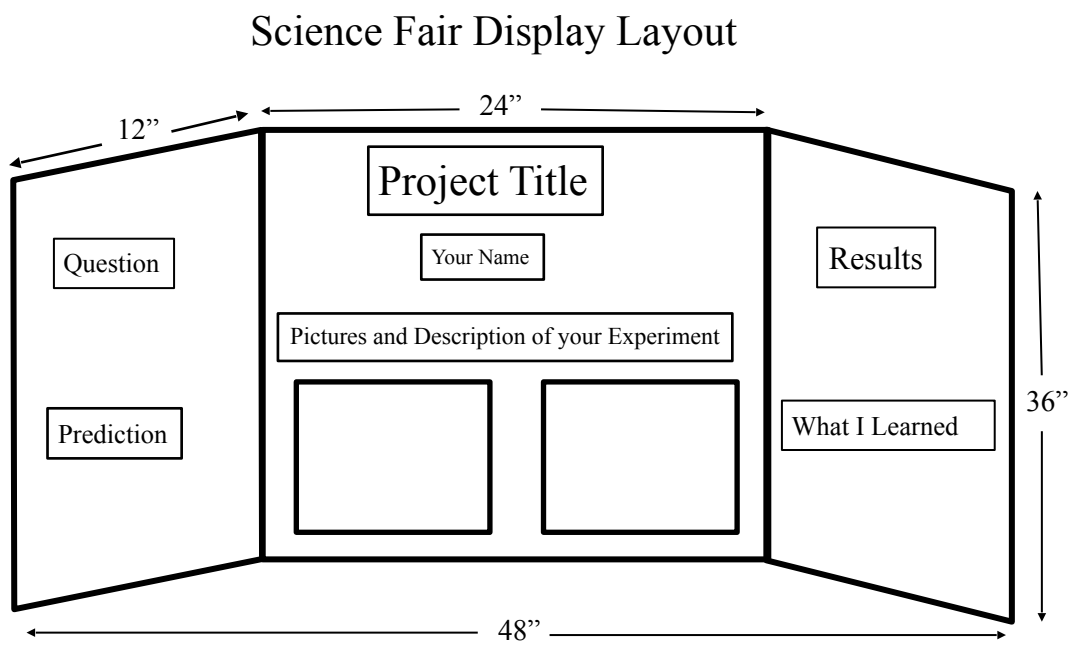 Science Fair Display Layout
24”
12”
Project Title
Your Name
Question
Results
Pictures and Description of your Experiment
Prediction
What I Learned
36”
48”